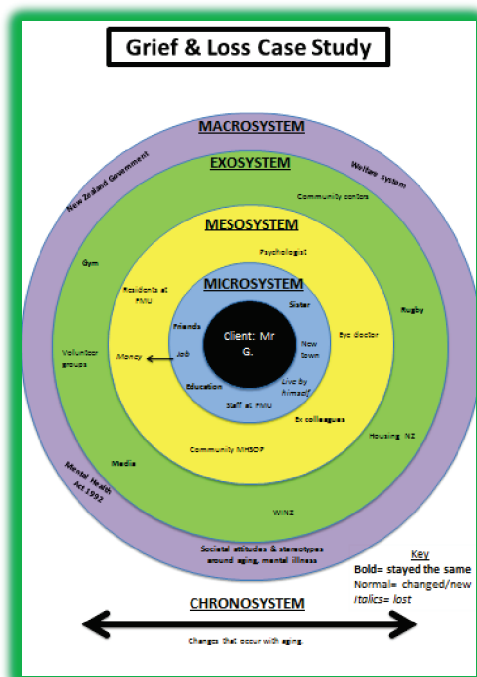 Grief & Loss Case Study
MACROSYSTEM
New Zealand Government
Welfare system
EXOSYSTEM
Community centers
MESOSYSTEM
Psychologist
Gym
Residents at
FMU
MICROSYSTEM
Sister
Rugby
Friends
Client: Mr
G.
New
town
Eye doctor
Volunteer
groups
Money
Job
Education
Live by
himself
Staff at FMU
Ex colleagues
Housing NZ
Community MHSOP
Media
Mental Health
Act 1992
WINZ
Societal attitudes & stereotypes
around aging, mental illness
Key
Bold= stayed the same
Normal= changed/new
Italics= lost
CHRONOSYSTEM
Changes that occur with aging.